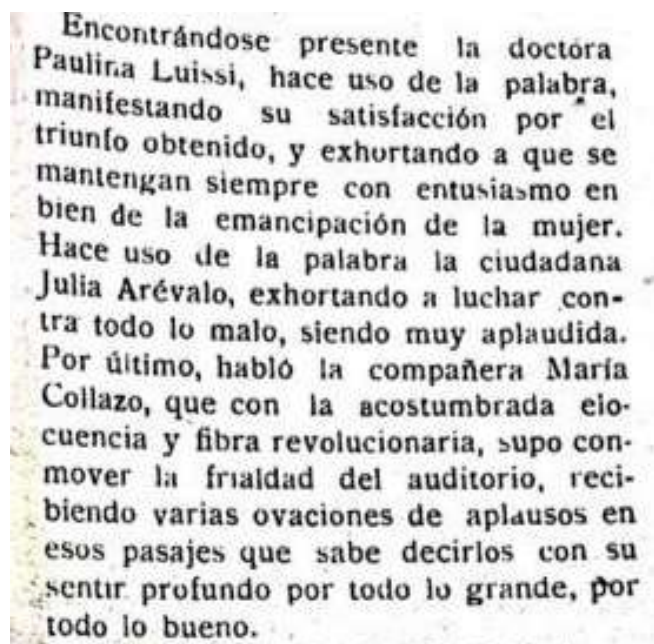 Encontrándose presente la doctora
Paulina Luissi, hace uso de la palabra,
manifestando su satisfacción por el
triunfo obtenido, y exhortando a que se
mantengan siempre con entusiasmo en
bien de la emancipación de la mujer.
Hace uso de la palabra la ciudadana
Julia Arévalo, exhortando a luchar con-
tra todo lo malo, siendo muy aplaudida.
Por último, habló la compañera María
Collazo, que con la acostumbrada elo-
cuencia y fibra revolucionaria, supo con-
mover la frialdad del auditorio, reci-
biendo varias ovaciones de aplausos en
esos pasajes que sabe decirlos con su
sentir profundo por todo lo grande, por
todo lo bueno.